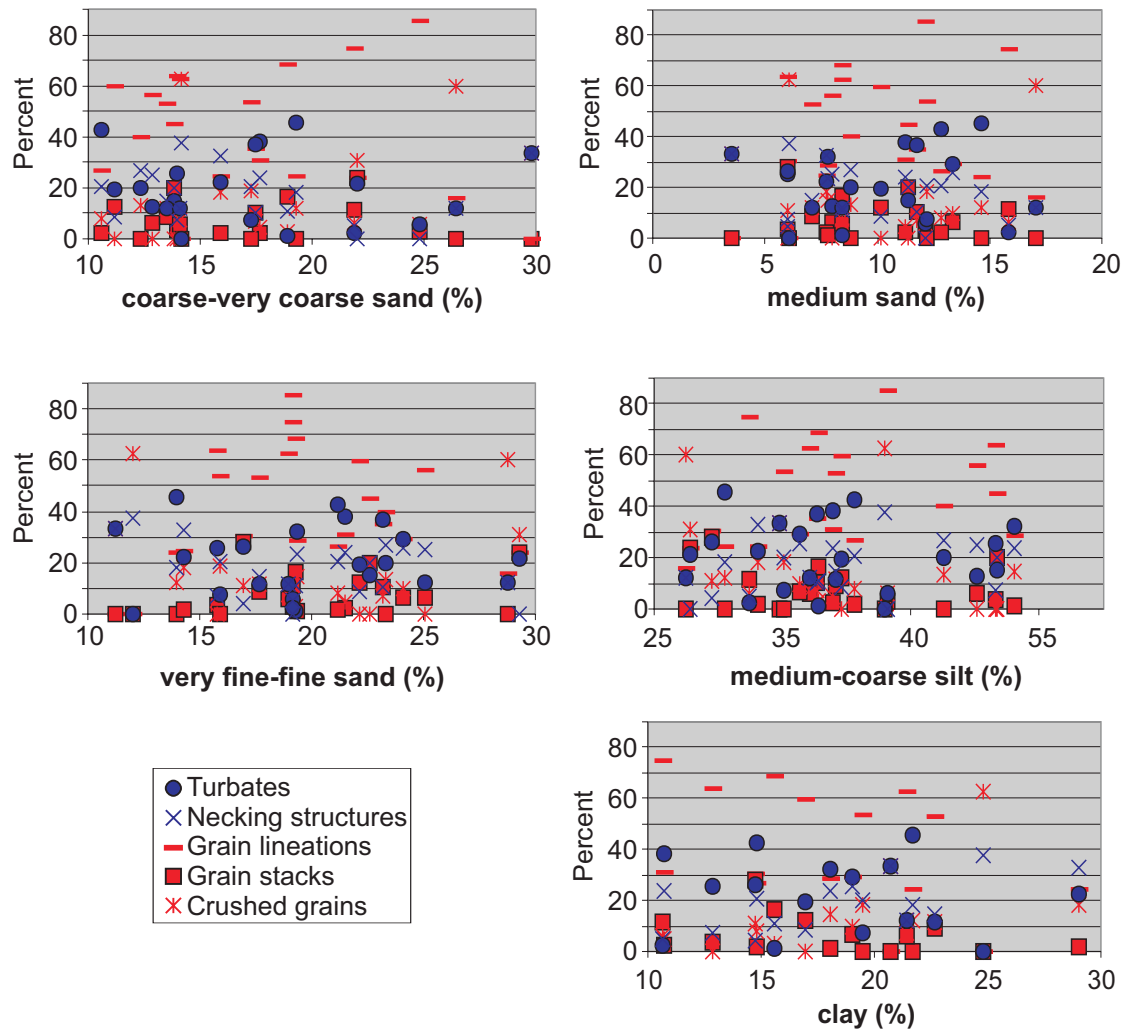 80
60
40
20
0
Percent
10 15 20 25 30
coarse-very coarse sand (%)
80
60
40
20
0
Percent
0 5 10 15 20
medium sand (%)
80
60
40
20
0
Percent
10 15 20 25 30
very fine-fine sand (%)
80
60
40
20
0
Percent
25 35 40 55
medium-coarse silt (%)
Turbates
Necking structures
Grain lineations
Grain stacks
Crushed grains
80
60
40
20
0
Percent
10 15 20 25 30
clay (%)